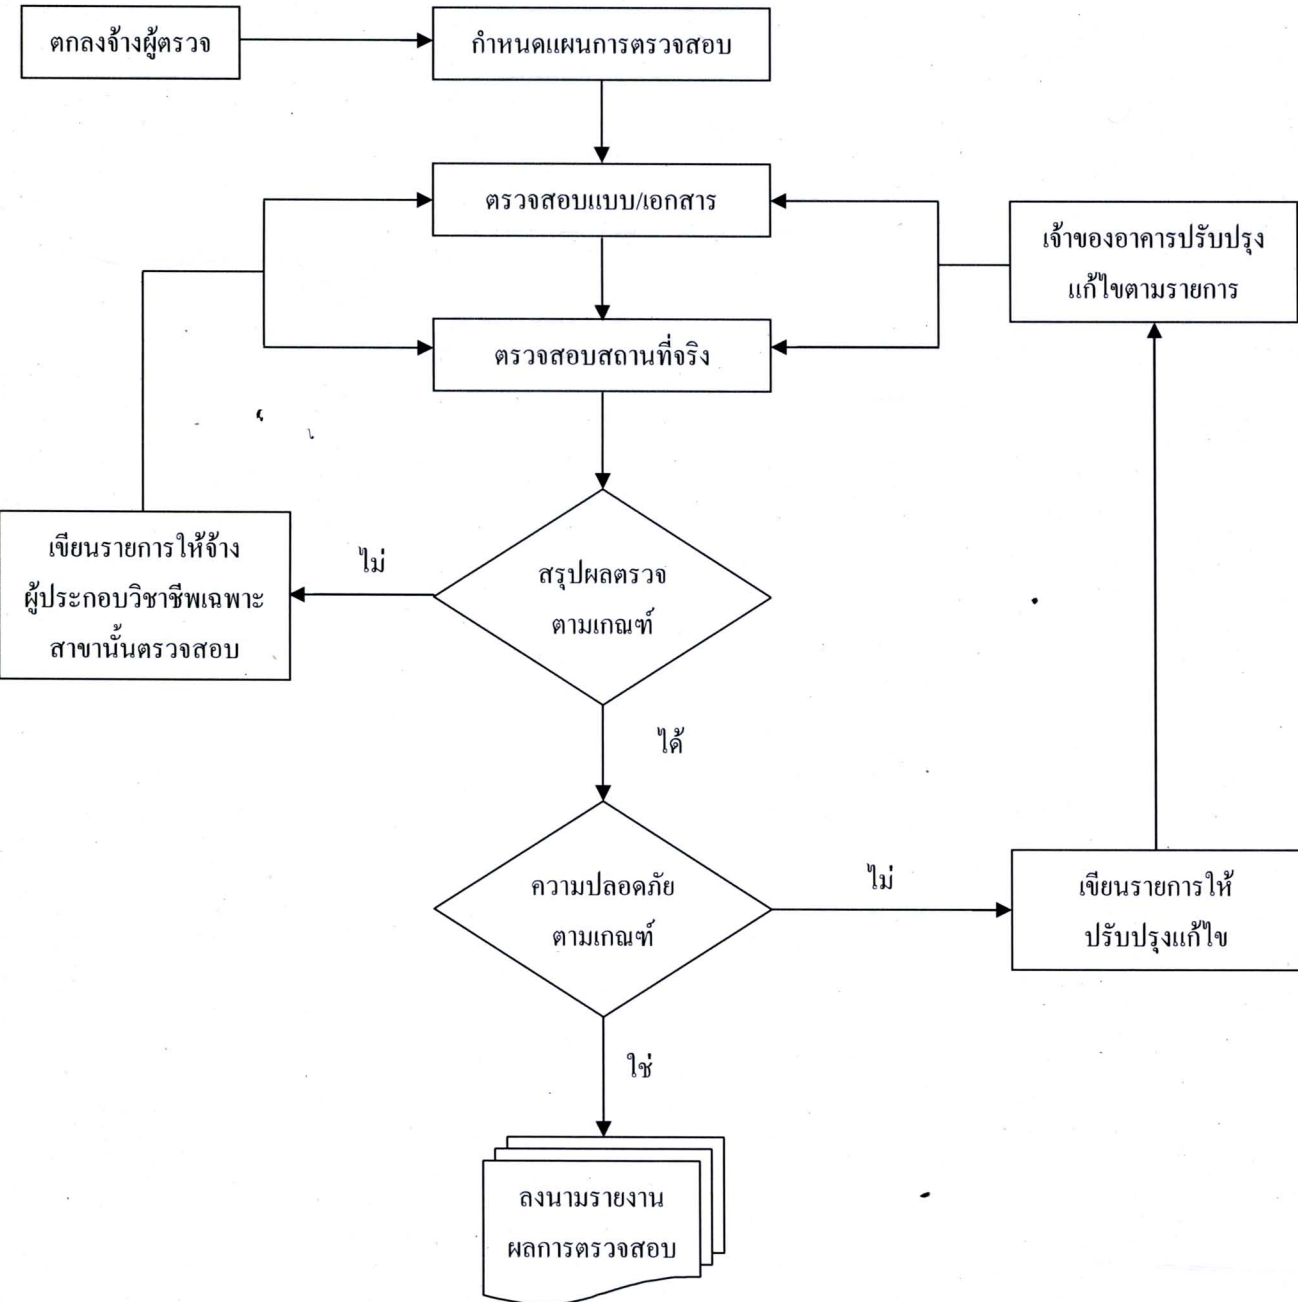 ตกลงจ้างผู้ตรวจ
กำหนดแผนการตรวจสอบ
ตรวจสอบแบบ/เอกสาร
เจ้าของอาคารปรับปรุง
แก้ไขตามรายการ
ตรวจสอบสถานที่จริง
เขียนรายการให้จ้าง
ผู้ประกอบวิชาชีพเฉพาะ
สาขานั้นตรวจสอบ
ไม่
สรุปผลตรวจ
ตามเกณฑ์
ได้
ความปลอดภัย
ตามเกณฑ์
ไม่
เขียนรายการให้
ปรับปรุงแก้ไข
ใช่
ลงนามรายงาน
ผลการตรวจสอบ